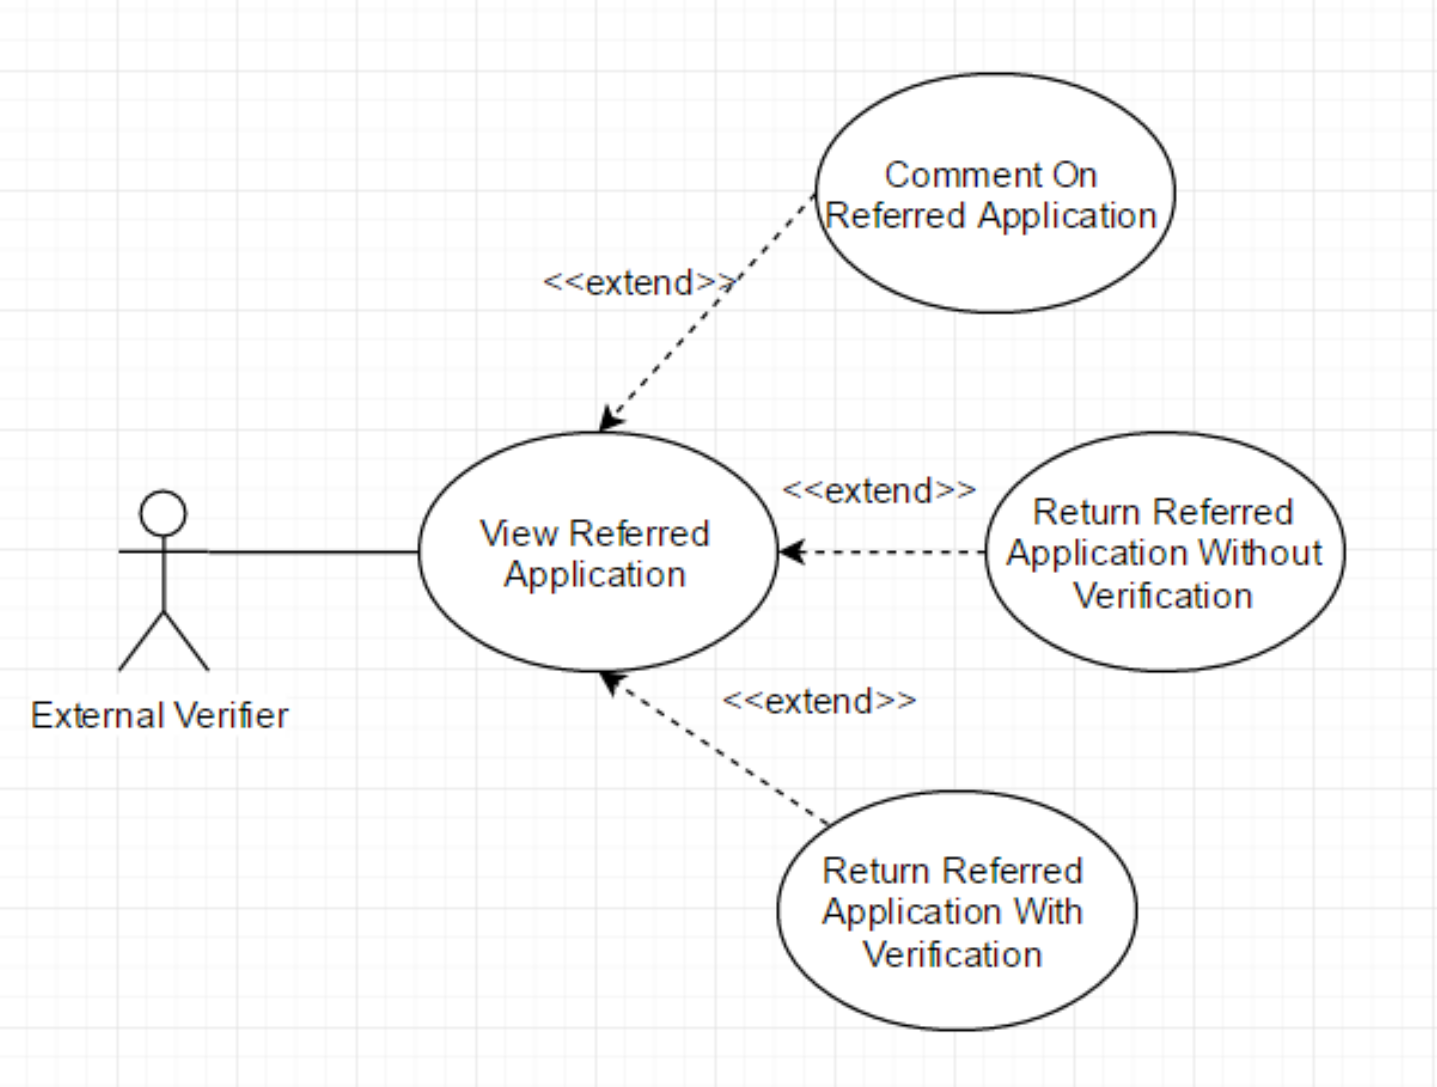 Comment On
Referred Application
<<extend>>
<<extend>>
Return Referred
Application Without
Verification
View Referred
Application
External Verifier
<<extend>>
Return Referred
Application With
Verification